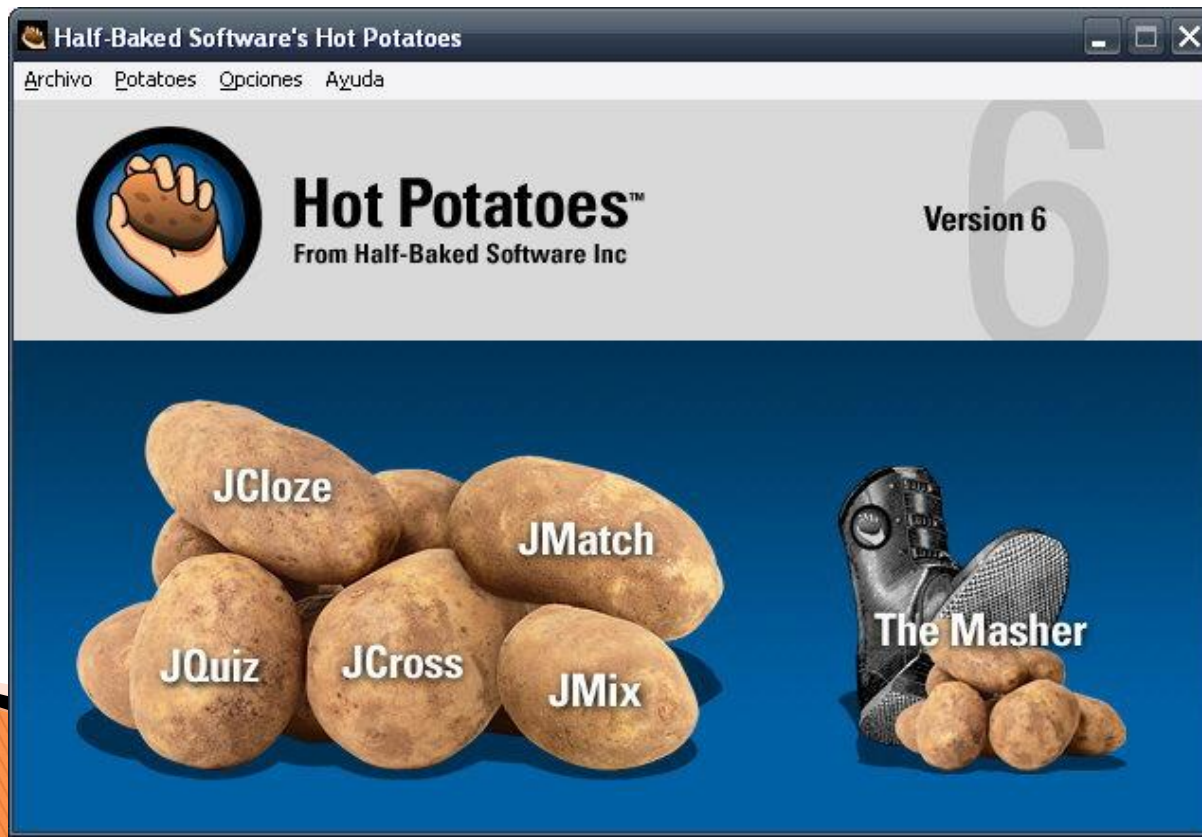 Half-Baked Software's Hot Potatoes
Archivo Potatoes Opciones Ayuda
Hot Potatoes™
From Half-Baked Software Inc
6
Version 6
JCloze
JMatch
JQuiz
JCross
JMix
The Masher